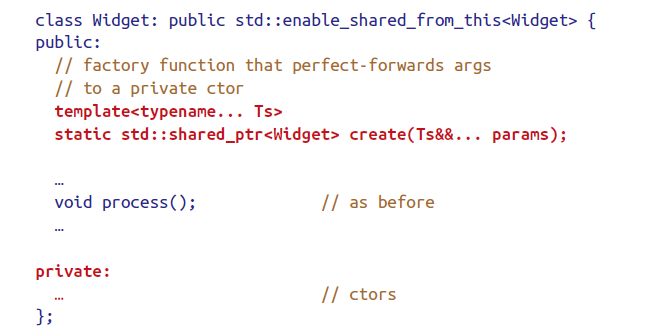 class Widget: public std::enable_shared_from_this<Widget> {
public:
  // factory function that perfect-forwards args
  // to a private ctor
  template<typename... Ts>
  static std::shared_ptr<Widget> create(Ts&&... params);
  …
  void process();             // as before
  …
private:
  …                           // ctors
};